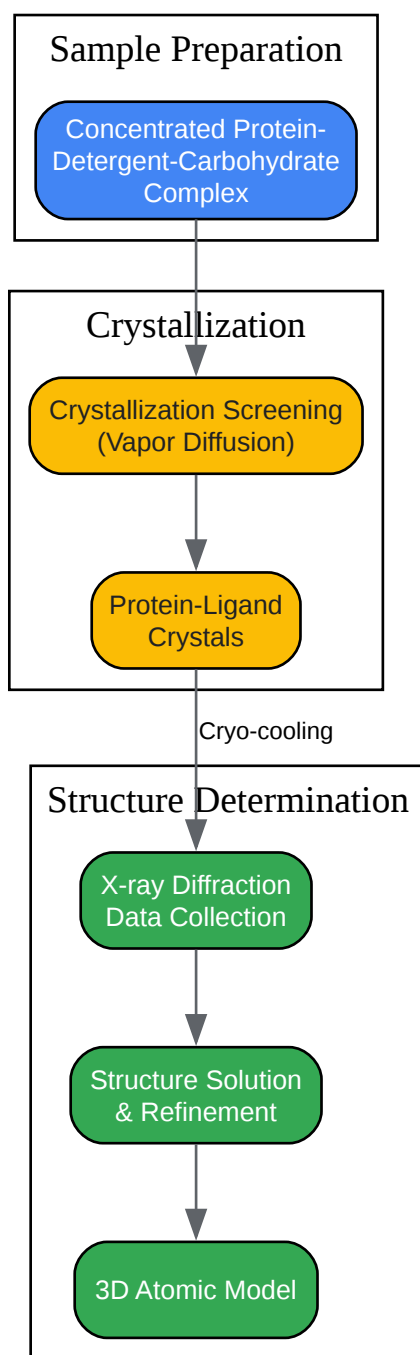 Sample Preparation
Concentrated Protein-
Detergent-Carbohydrate
Complex
Crystallization
Crystallization Screening
(Vapor Diffusion)
Protein-Ligand
Crystals
Cryo-cooling
Structure Determination
X-ray Diffraction
Data Collection
Structure Solution
& Refinement
3D Atomic Model